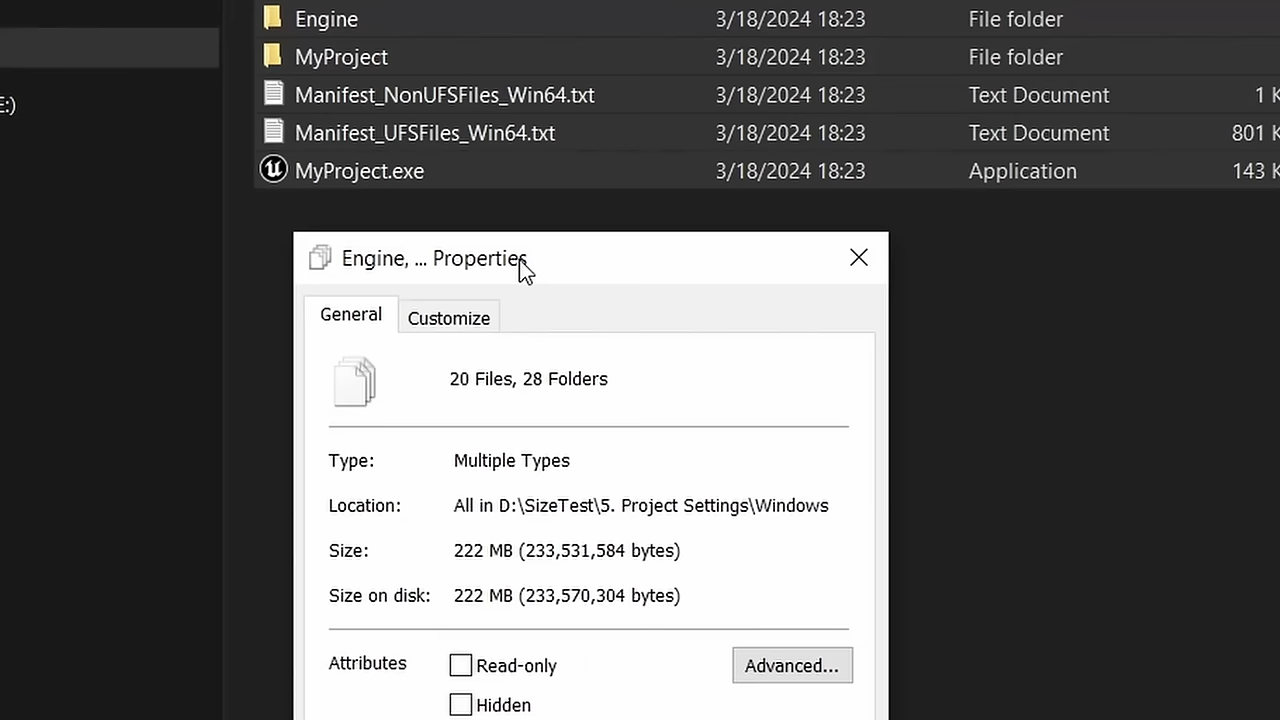 Engine 3/18/2024 18:23 File folder
MyProject 3/18/2024 18:23 File folder
E:)
Manifest_NonUFSFiles_Win64.txt 3/18/2024 18:23 Text Document 1 K
Manifest_UFSFiles_Win64.txt 3/18/2024 18:23 Text Document 801 K
MyProject.exe 3/18/2024 18:23 Application 143 K
Engine, ... Properties
General Customize
20 Files, 28 Folders
Type: Multiple Types
Location: All in D:\SizeTest\5. Project Settings\Windows
Size: 222 MB (233,531,584 bytes)
Size on disk: 222 MB (233,570,304 bytes)
Attributes Read-only Advanced...
Hidden